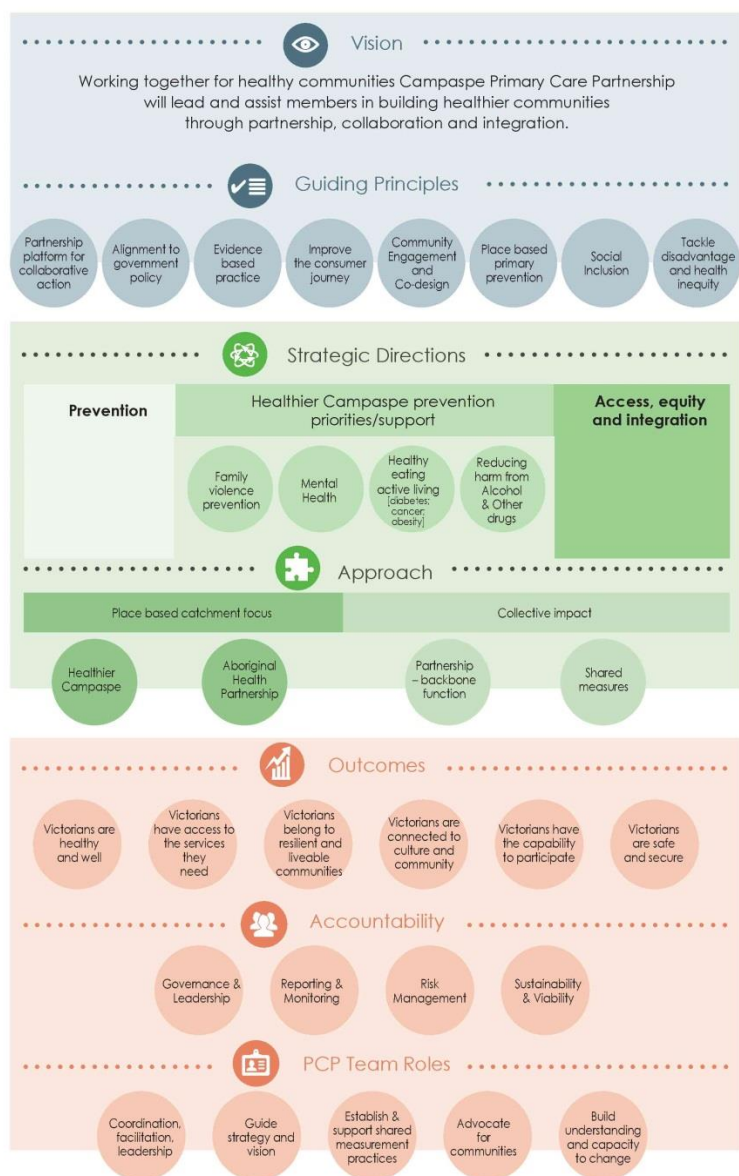 Vision
Working together for healthy communities Campaspe Primary Care Partnership
will lead and assist members in building healthier communities
through partnership, collaboration and integration.
Guiding Principles
Partnership
platform for
collaborative
action
Alignment to
government
policy
Evidence
based
practice
Improve
the consumer
journey
Community
Engagement
and
Co-design
Place based
primary
prevention
Social
Inclusion
Tackle
disadvantage
and health
inequity
Strategic Directions
Prevention
Healthier Campaspe prevention
priorities/support
Access, equity
and integration
Family
violence
prevention
Mental
Health
Healthy
eating
active living
[diabetes;
cancer;
obesity]
Reducing
harm from
Alcohol
& Other
drugs
Approach
Place based catchment focus
Collective impact
Healthier
Campaspe
Aboriginal
Health
Partnership
Partnership
– backbone
function
Shared
measures
Outcomes
Victorians are
healthy
and well
Victorians
have access to
the services
they
need
Victorians
belong to
resilient and
liveable
communities
Victorians are
connected to
culture and
community
Victorians have
the capability
to participate
Victorians
are safe
and secure
Accountability
Governance &
Leadership
Reporting &
Monitoring
Risk
Management
Sustainability
& Viability
PCP Team Roles
Coordination,
facilitation,
leadership
Guide
strategy and
vision
Establish &
support shared
measurement
practices
Advocate
for
communities
Build
understanding
and capacity
to change